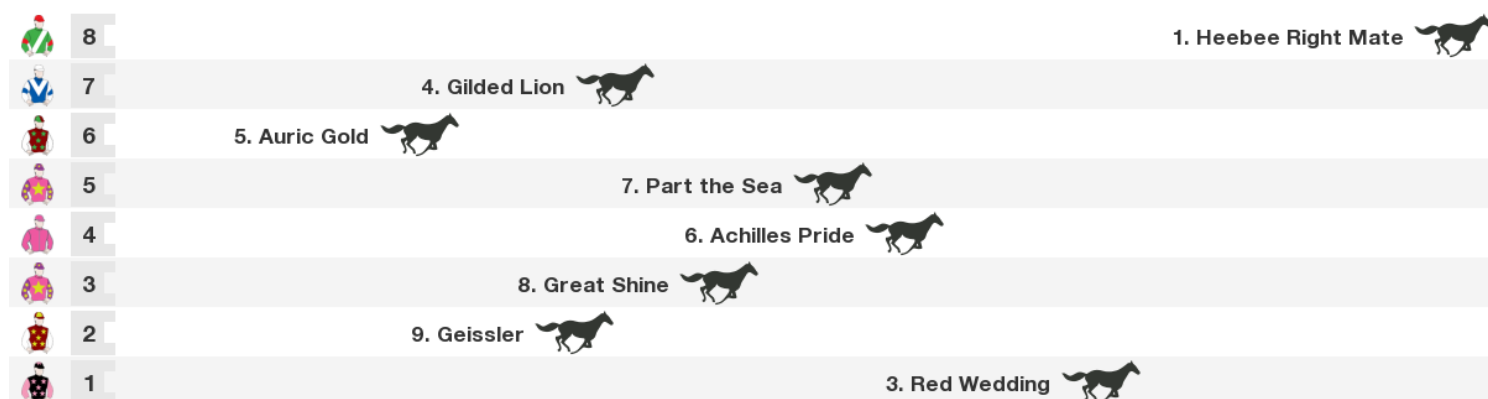 8 1. Heebee Right Mate
7 4. Gilded Lion
6 5. Auric Gold
5 7. Part the Sea
4 6. Achilles Pride
3 8. Great Shine
2 9. Geissler
1 3. Red Wedding